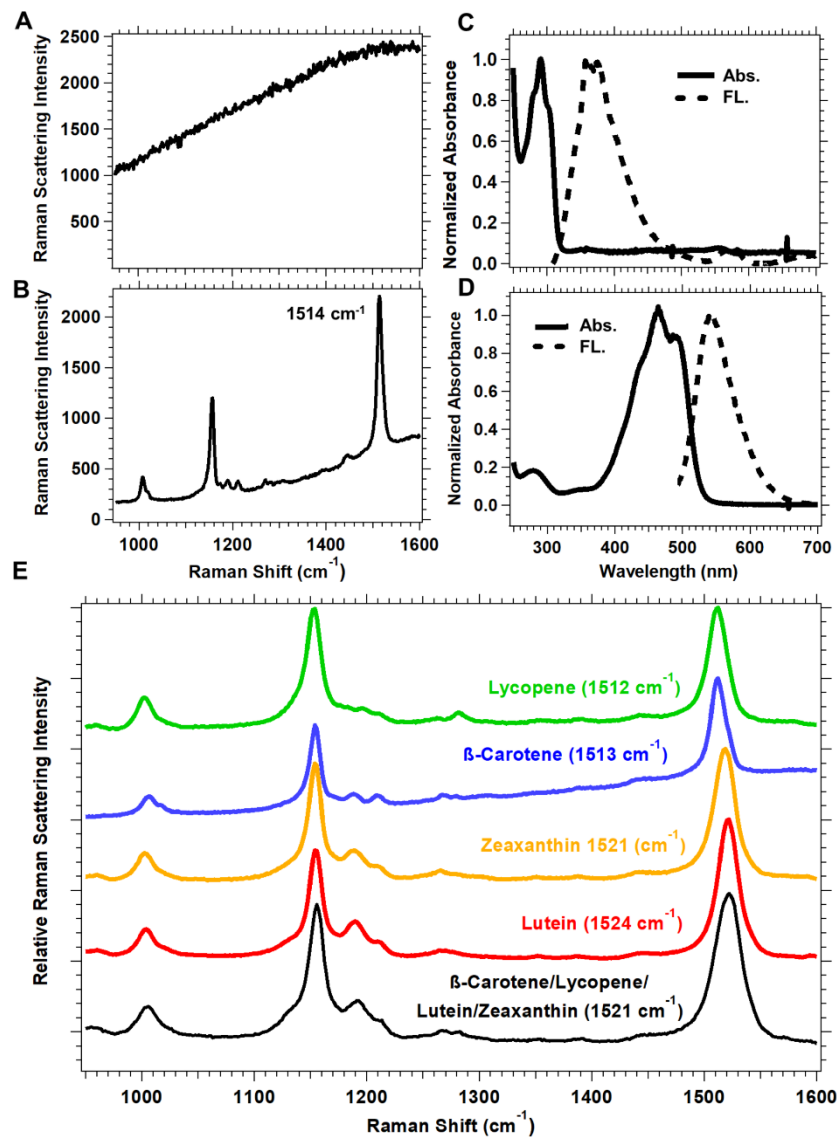 A
2500
2000
1500
1000
500
Raman Scattering Intensity
B
1514 cm⁻¹
2000
1500
1000
500
0
Raman Scattering Intensity
1000 1200 1400 1600
Raman Shift (cm⁻¹)
C
Abs.
FL.
1.0
0.8
0.6
0.4
0.2
0.0
Normalized Absorbance
D
Abs.
FL.
1.0
0.8
0.6
0.4
0.2
0.0
Normalized Absorbance
300 400 500 600 700
Wavelength (nm)
E
Relative Raman Scattering Intensity
Lycopene (1512 cm⁻¹)
ß-Carotene (1513 cm⁻¹)
Zeaxanthin 1521 (cm⁻¹)
Lutein (1524 cm⁻¹)
ß-Carotene/Lycopene/
Lutein/Zeaxanthin (1521 cm⁻¹)
1000 1100 1200 1300 1400 1500 1600
Raman Shift (cm⁻¹)